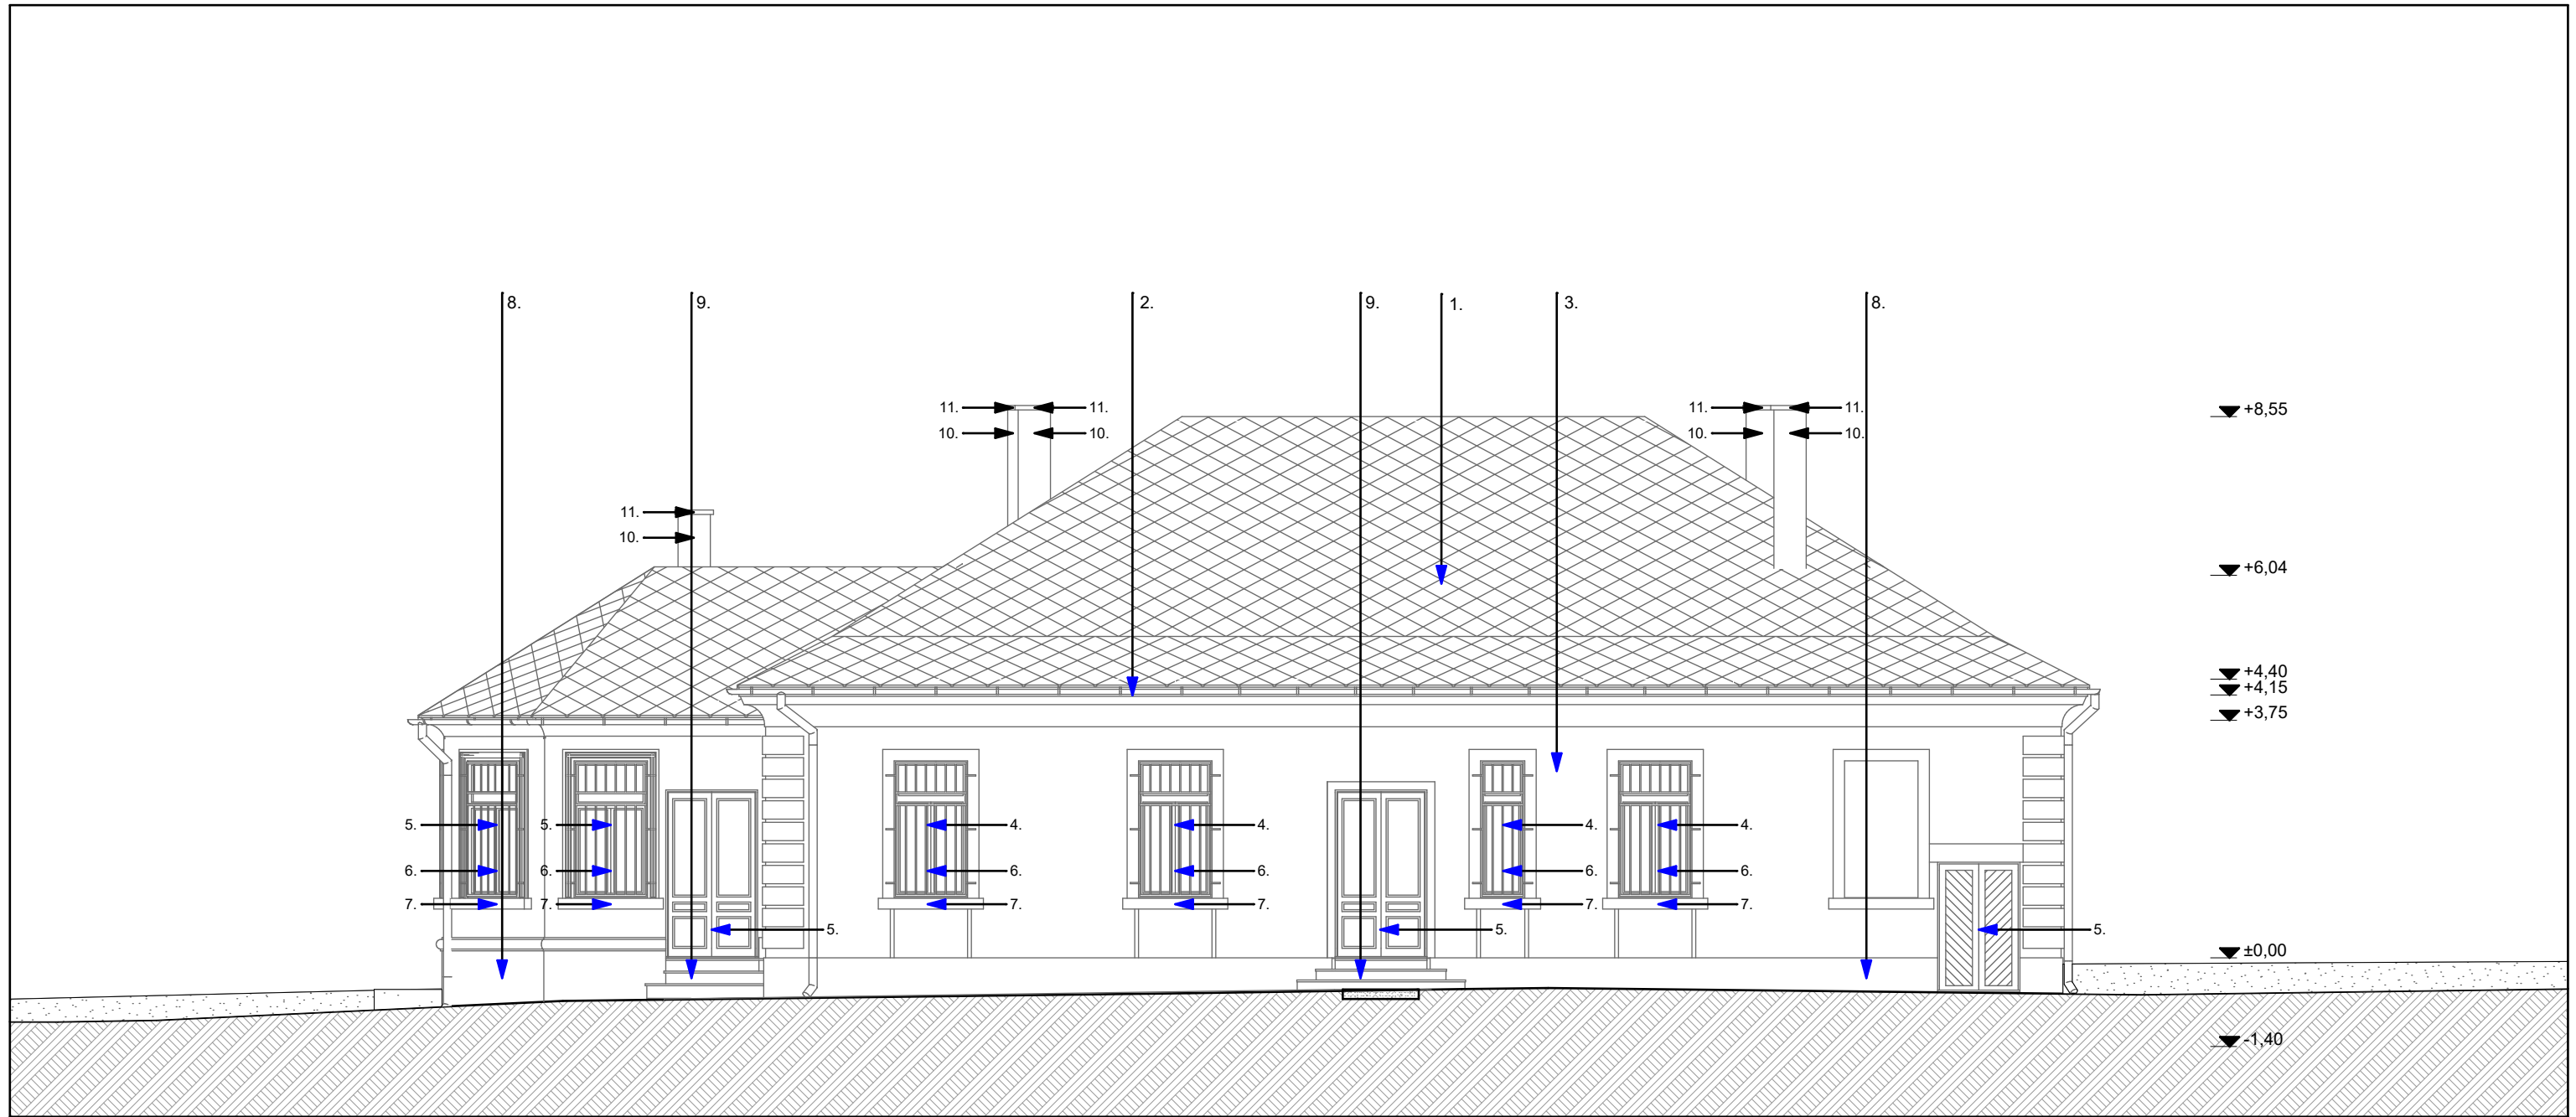 8. 9. 2. 9. 1. 3. 8.
11. 11. 11. 11. +8,55
10. 10. 10. 10.
11.
10.
+6,04
+4,40
+4,15
+3,75
5. 5. 4. 4. 4. 4.
6. 6. 6. 6. 6. 6.
7. 7. 7. 7. 7. 7.
5. 5. 5.
±0,00
-1,40